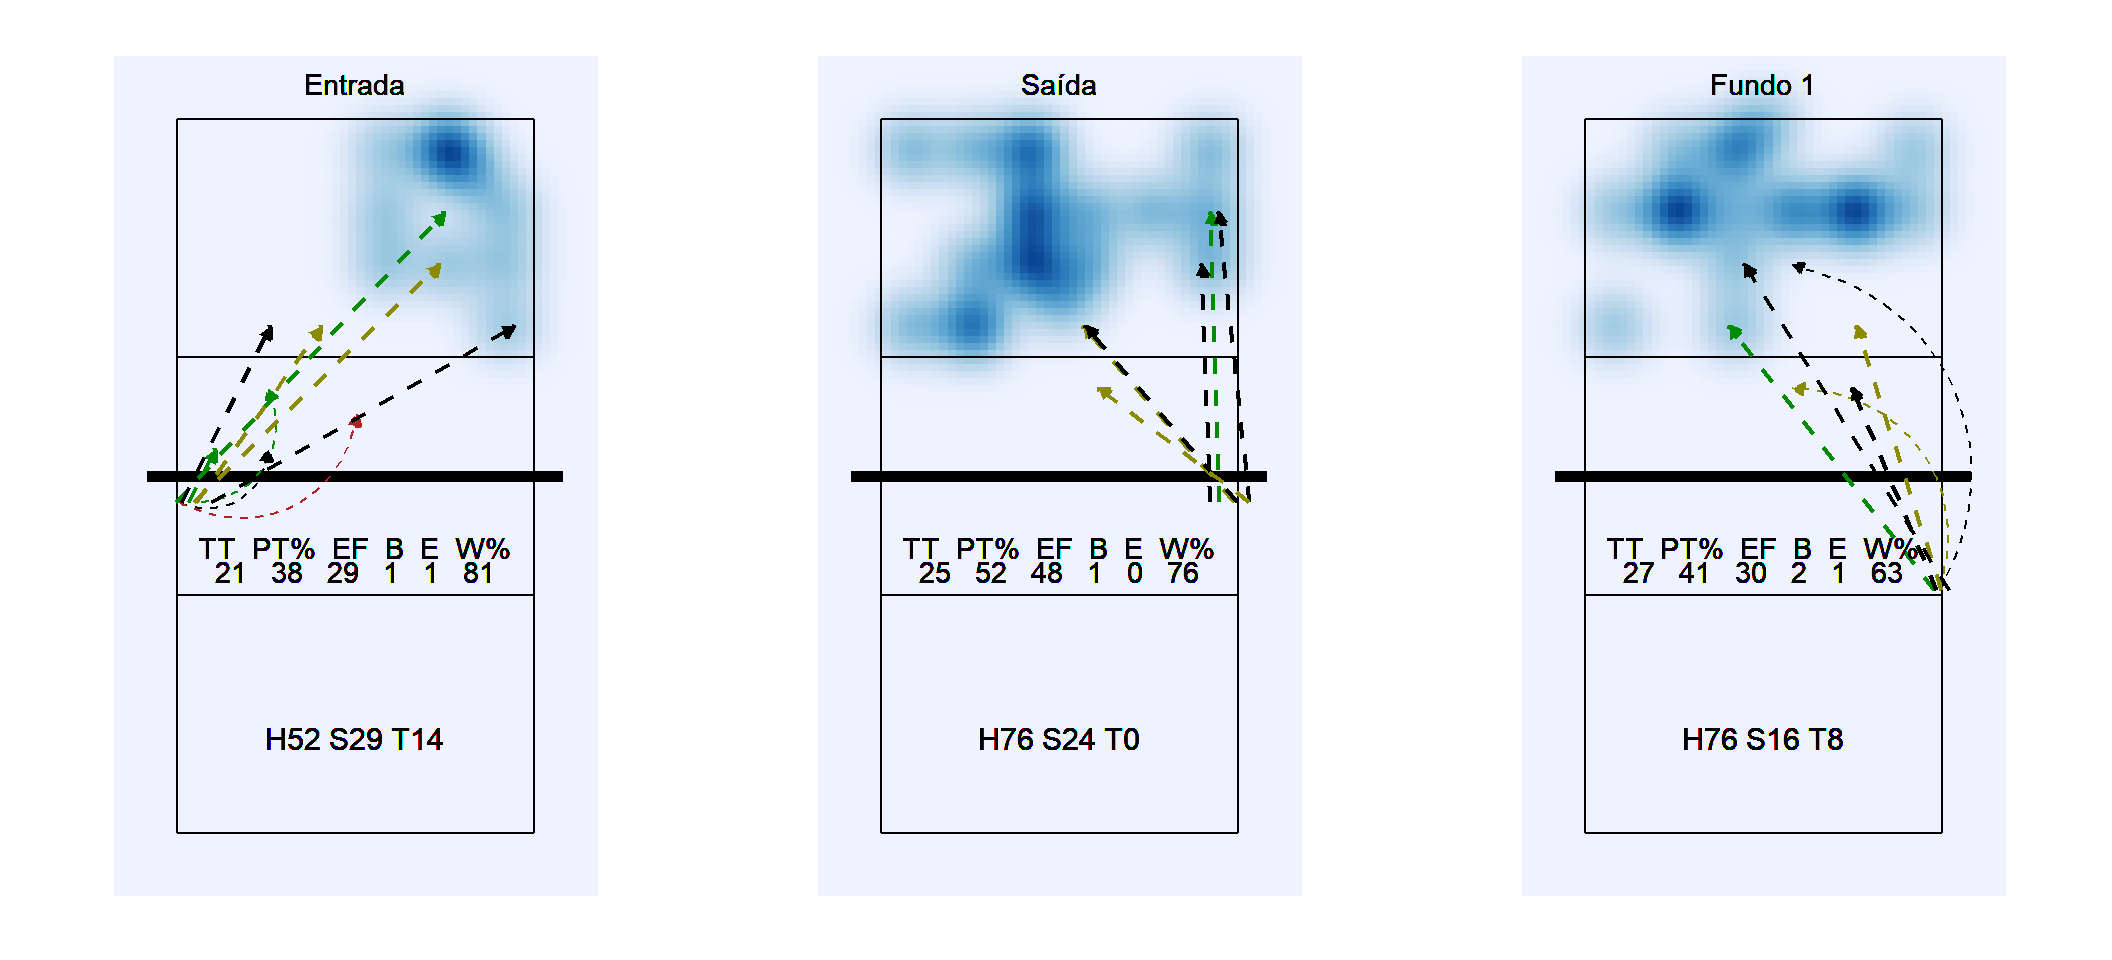 Entrada
TT PT% EF B E W%
21 38 29 1 1 81
H52 S29 T14
Saída
TT PT% EF B E W%
25 52 48 1 0 76
H76 S24 T0
Fundo 1
TT PT% EF B E W%
27 41 30 2 1 63
H76 S16 T8